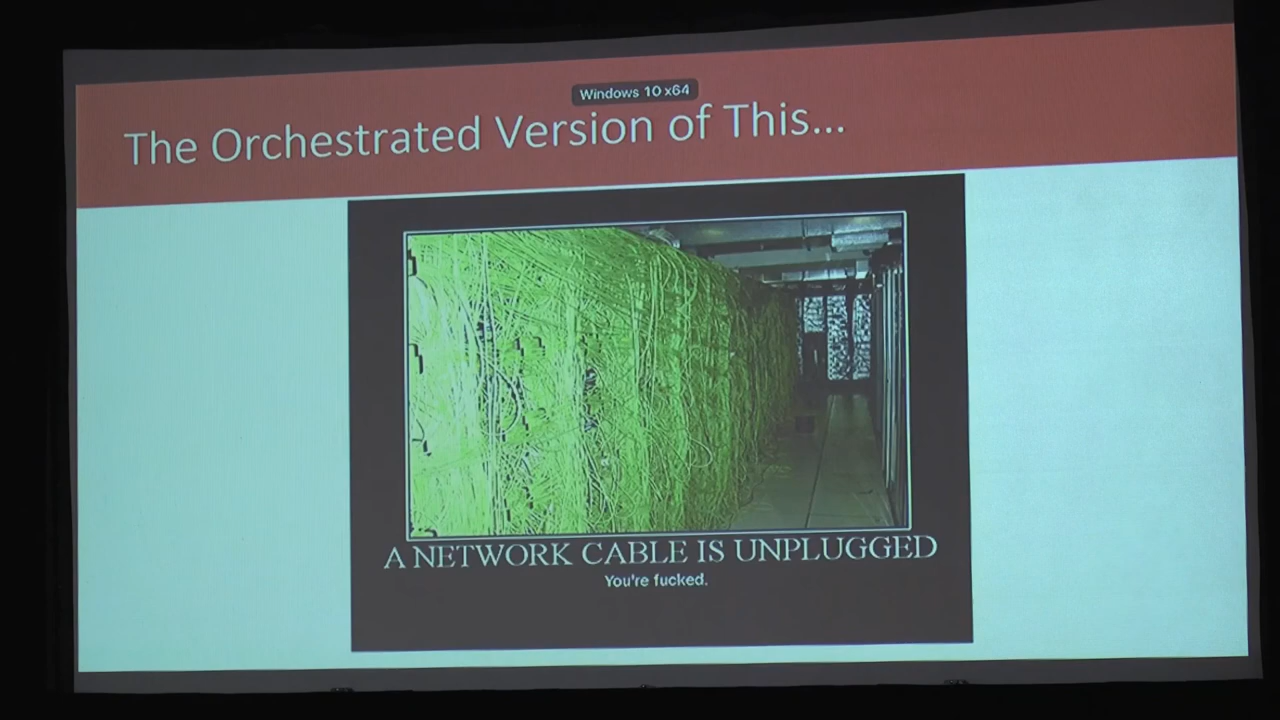 Windows 10 x64
The Orchestrated Version of This...
A NETWORK CABLE IS UNPLUGGED
You're fucked.